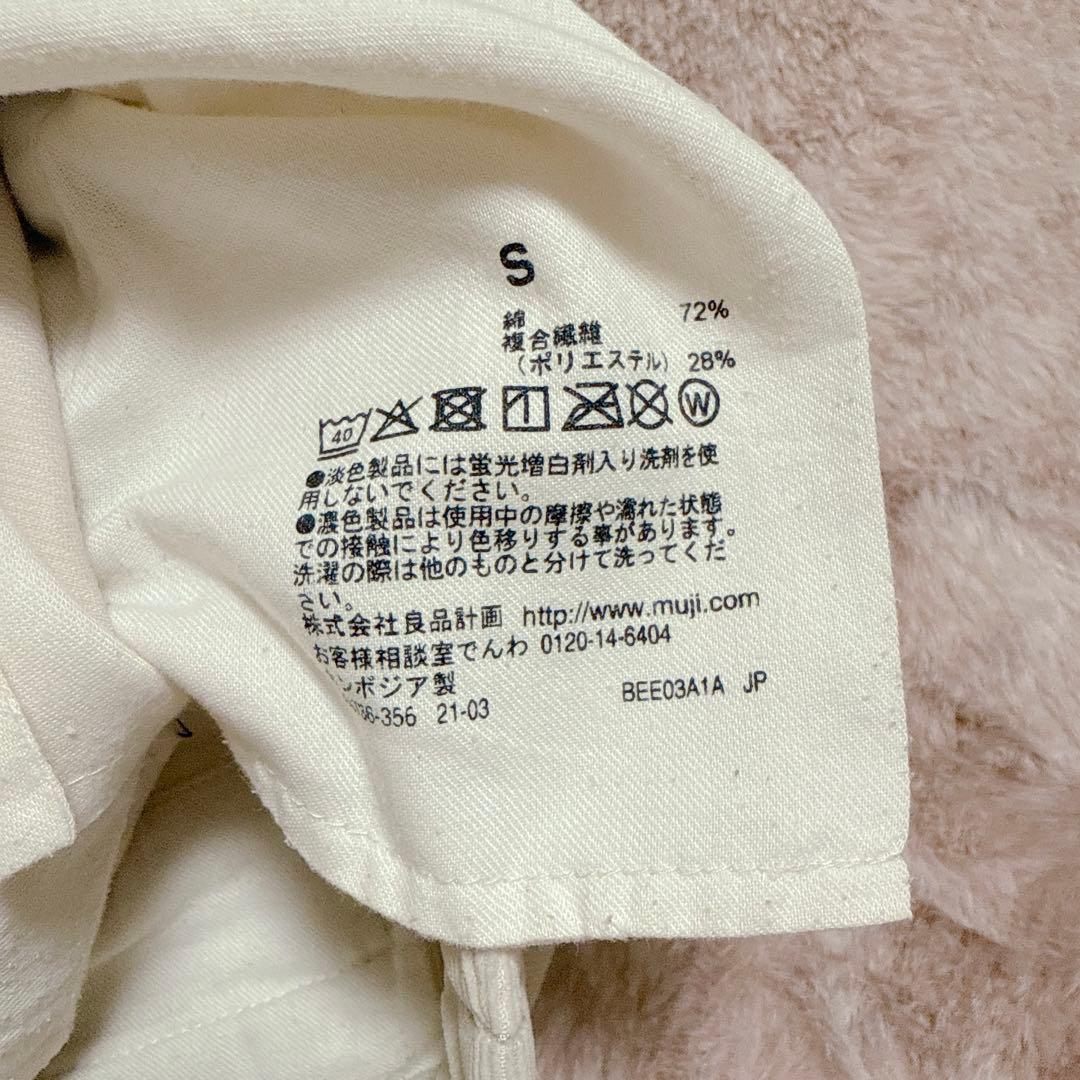 S
綿 72%
複合繊維
(ポリエステル) 28%
40 W
●淡色製品には蛍光増白剤入り洗剤を使
用しないでください。
●濃色製品は使用中の摩擦や濡れた状態
での接触により色移りする事があります。
洗濯の際は他のものと分けて洗ってくだ
さい。
株式会社良品計画 http://www.muji.com
お客様相談室でんわ 0120-14-6404
ンボジア製
736-356 21-03 BEE03A1A JP